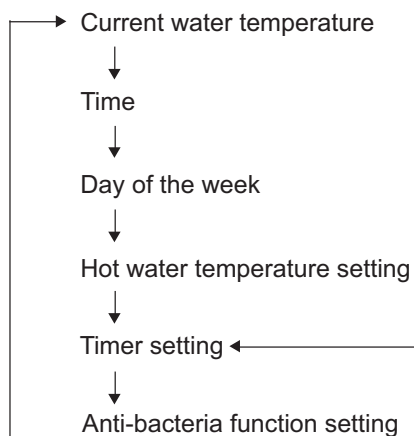 Current water temperature
Time
Day of the week
Hot water temperature setting
Timer setting
Anti-bacteria function setting